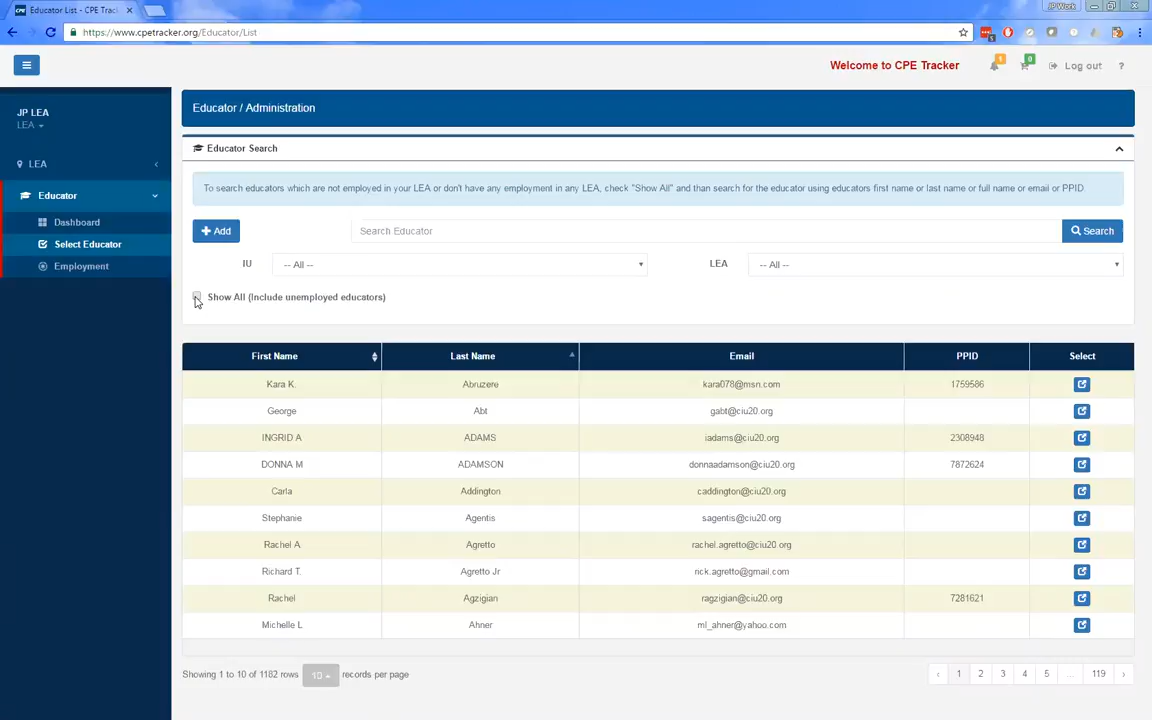 Educator List - CPE Trac
JP Work
https://www.cpetracker.org/Educator/List
Welcome to CPE Tracker
1
0
Log out
?
JP LEA
LEA
LEA
Educator
Dashboard
Select Educator
Employment
Educator / Administration
Educator Search
To search educators which are not employed in your LEA or don't have any employment in any LEA, check "Show All" and than search for the educator using educators first name or last name or full name or email or PPID.
+ Add
Search Educator
Search
IU
-- All --
LEA
-- All --
Show All (Include unemployed educators)
First Name Last Name Email PPID Select
Kara K. Abruzere kara078@msn.com 1759586
George Abt gabt@ciu20.org
INGRID A ADAMS iadams@ciu20.org 2308948
DONNA M ADAMSON donnaadamson@ciu20.org 7872624
Carla Addington caddington@ciu20.org
Stephanie Agentis sagentis@ciu20.org
Rachel A Agretto rachel.agretto@ciu20.org
Richard T. Agretto Jr rick.agretto@gmail.com
Rachel Agzigian ragzigian@ciu20.org 7281621
Michelle L Ahner ml_ahner@yahoo.com
Showing 1 to 10 of 1182 rows 10 records per page
‹ 1 2 3 4 5 ... 119 ›